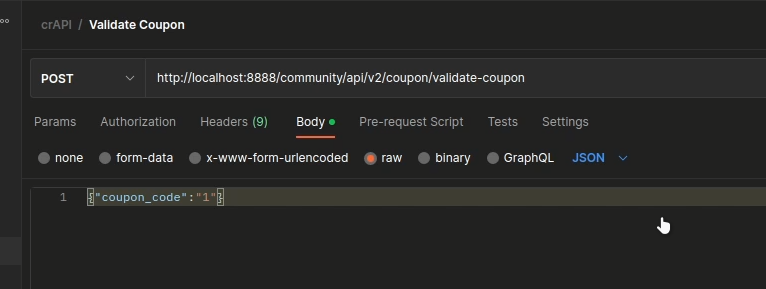 crAPI / Validate Coupon
POST http://localhost:8888/community/api/v2/coupon/validate-coupon
Params Authorization Headers (9) Body Pre-request Script Tests Settings
none form-data x-www-form-urlencoded raw binary GraphQL JSON
1 {"coupon_code":"1"}